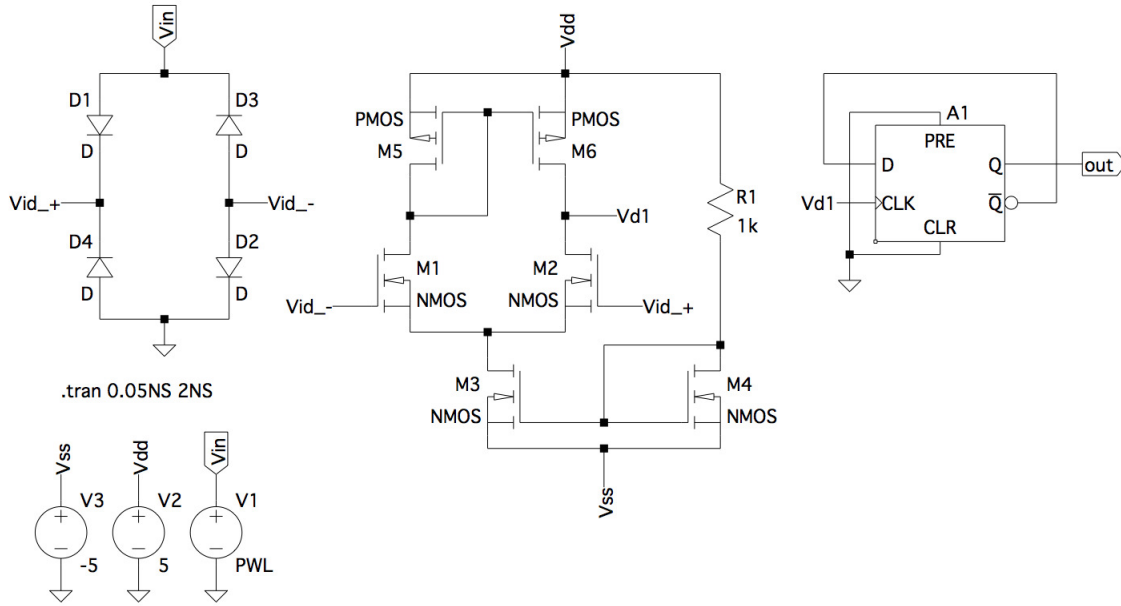 Vin
D1
D
D3
D
Vid_+
Vid_-
D4
D
D2
D
.tran 0.05NS 2NS
Vss
V3
-5
Vdd
V2
5
Vin
V1
PWL
Vdd
PMOS
M5
PMOS
M6
R1
1k
Vd1
M1
NMOS
M2
NMOS
Vid_-
Vid_+
M3
NMOS
M4
NMOS
Vss
A1
PRE
D
Q
out
Vd1
CLK
Q
CLR